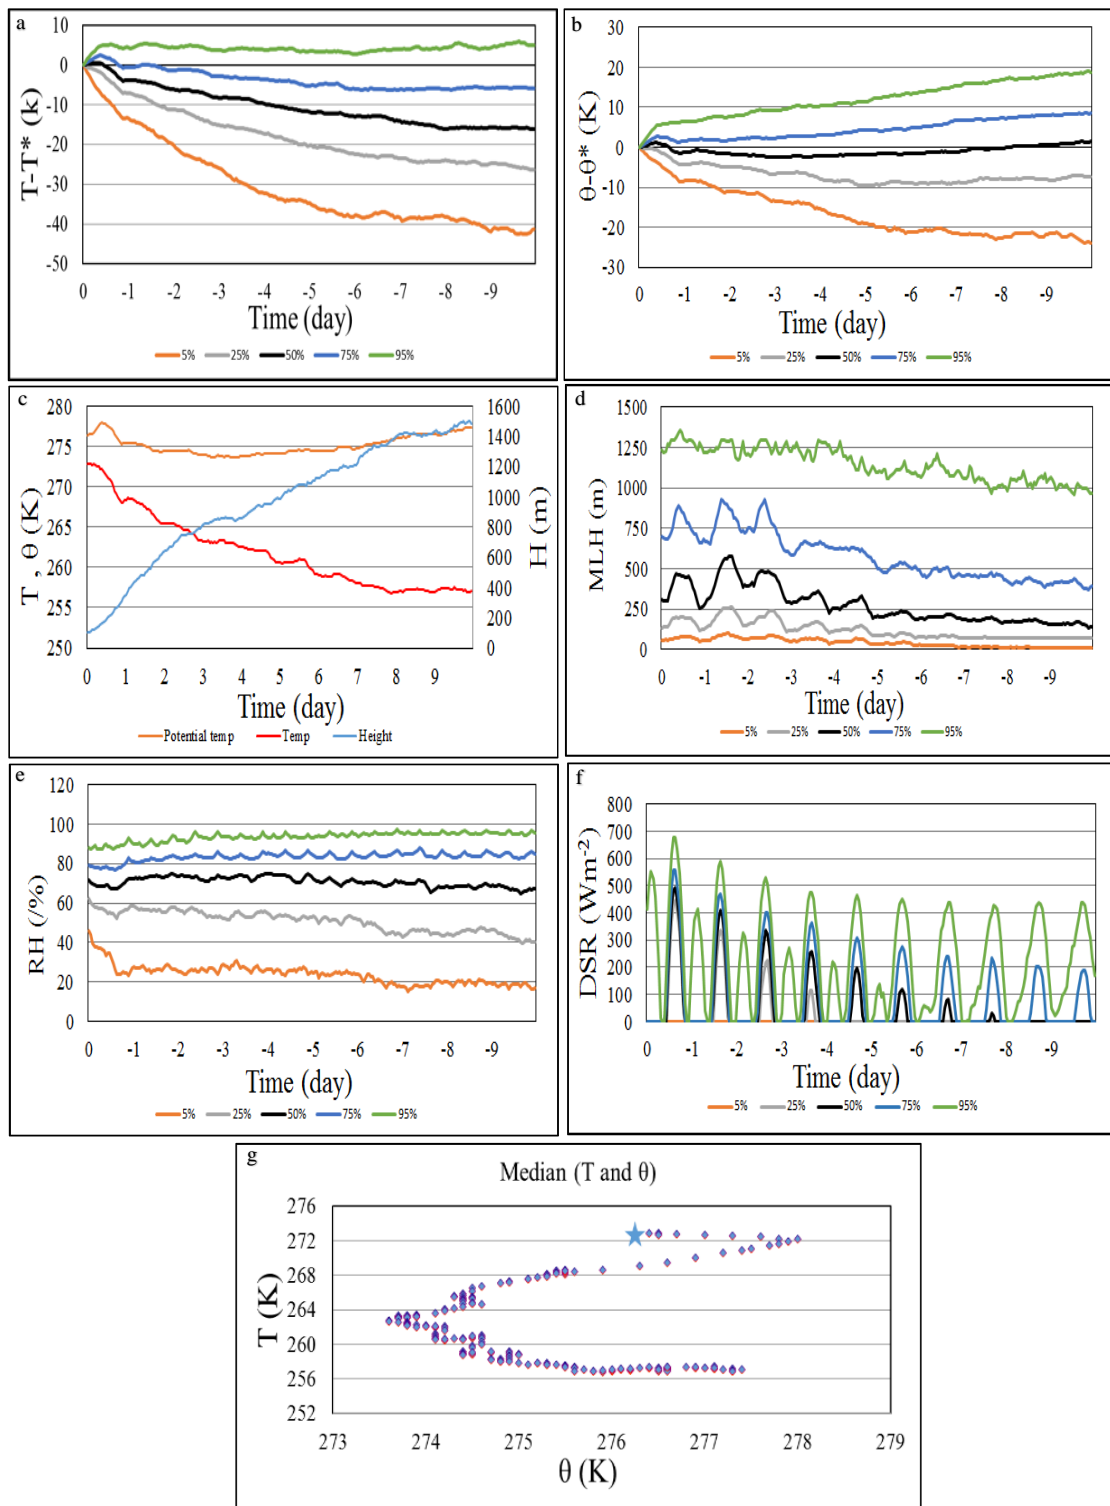 a
10
0
-10
-20
-30
-40
-50
T-T* (k)
0 -1 -2 -3 -4 -5 -6 -7 -8 -9
Time (day)
5% 25% 50% 75% 95%
b
30
20
10
0
-10
-20
-30
θ-θ* (K)
0 -1 -2 -3 -4 -5 -6 -7 -8 -9
Time (day)
5% 25% 50% 75% 95%
c
280
275
270
265
260
255
250
T , θ (K)
1600
1400
1200
1000
800
600
400
200
0
H (m)
0 1 2 3 4 5 6 7 8 9
Time (day)
Potential temp Temp Height
d
1500
1250
1000
750
500
250
0
MLH (m)
0 -1 -2 -3 -4 -5 -6 -7 -8 -9
Time (day)
5% 25% 50% 75% 95%
e
120
100
80
60
40
20
0
RH (/%)
0 -1 -2 -3 -4 -5 -6 -7 -8 -9
Time (day)
5% 25% 50% 75% 95%
f
800
700
600
500
400
300
200
100
0
DSR (Wm-2)
0 -1 -2 -3 -4 -5 -6 -7 -8 -9
Time (day)
5% 25% 50% 75% 95%
g
Median (T and θ)
276
272
268
264
260
256
252
T (K)
273 274 275 276 277 278 279
θ (K)